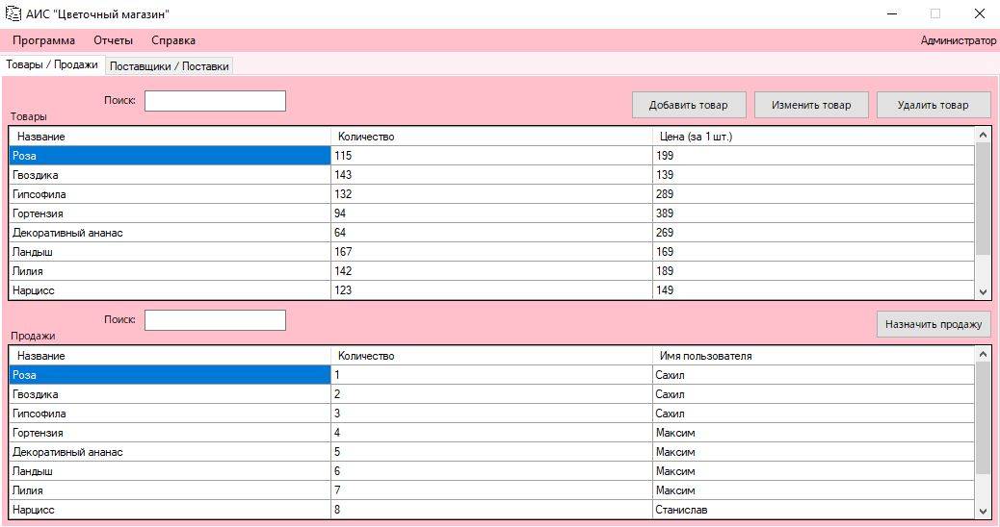 АИС "Цветочный магазин"
Программа Отчеты Справка Администратор
Товары / Продажи Поставщики / Поставки
Поиск: Добавить товар Изменить товар Удалить товар
Товары
Название Количество Цена (за 1 шт.)
Роза 115 199
Гвоздика 143 139
Гипсофила 132 289
Гортензия 94 389
Декоративный ананас 64 269
Ландыш 167 169
Лилия 142 189
Нарцисс 123 149
Поиск: Назначить продажу
Продажи
Название Количество Имя пользователя
Роза 1 Сахил
Гвоздика 2 Сахил
Гипсофила 3 Сахил
Гортензия 4 Максим
Декоративный ананас 5 Максим
Ландыш 6 Максим
Лилия 7 Максим
Нарцисс 8 Станислав